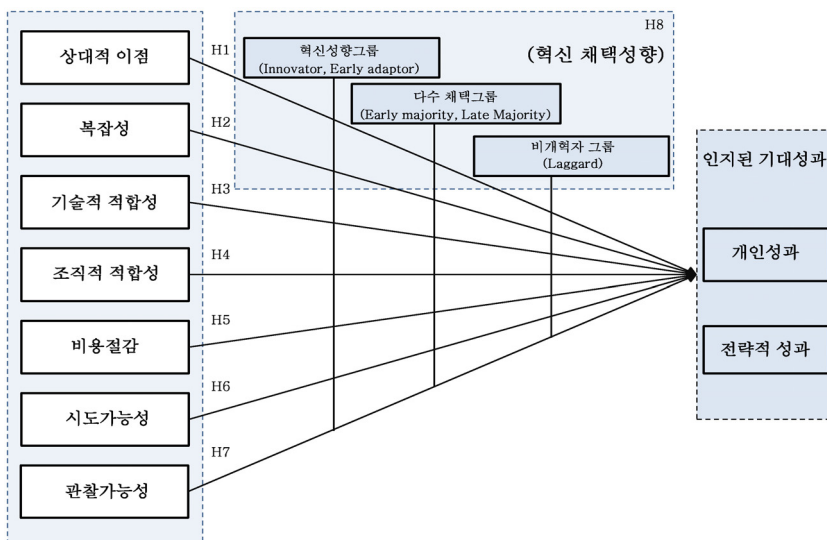 H8
(혁신 채택성향)
혁신성향그룹
(Innovator, Early adaptor)
다수 채택그룹
(Early majority, Late Majority)
비개혁자 그룹
(Laggard)
상대적 이점
H1
복잡성
H2
기술적 적합성
H3
조직적 적합성
H4
비용절감
H5
시도가능성
H6
관찰가능성
H7
인지된 기대성과
개인성과
전략적 성과